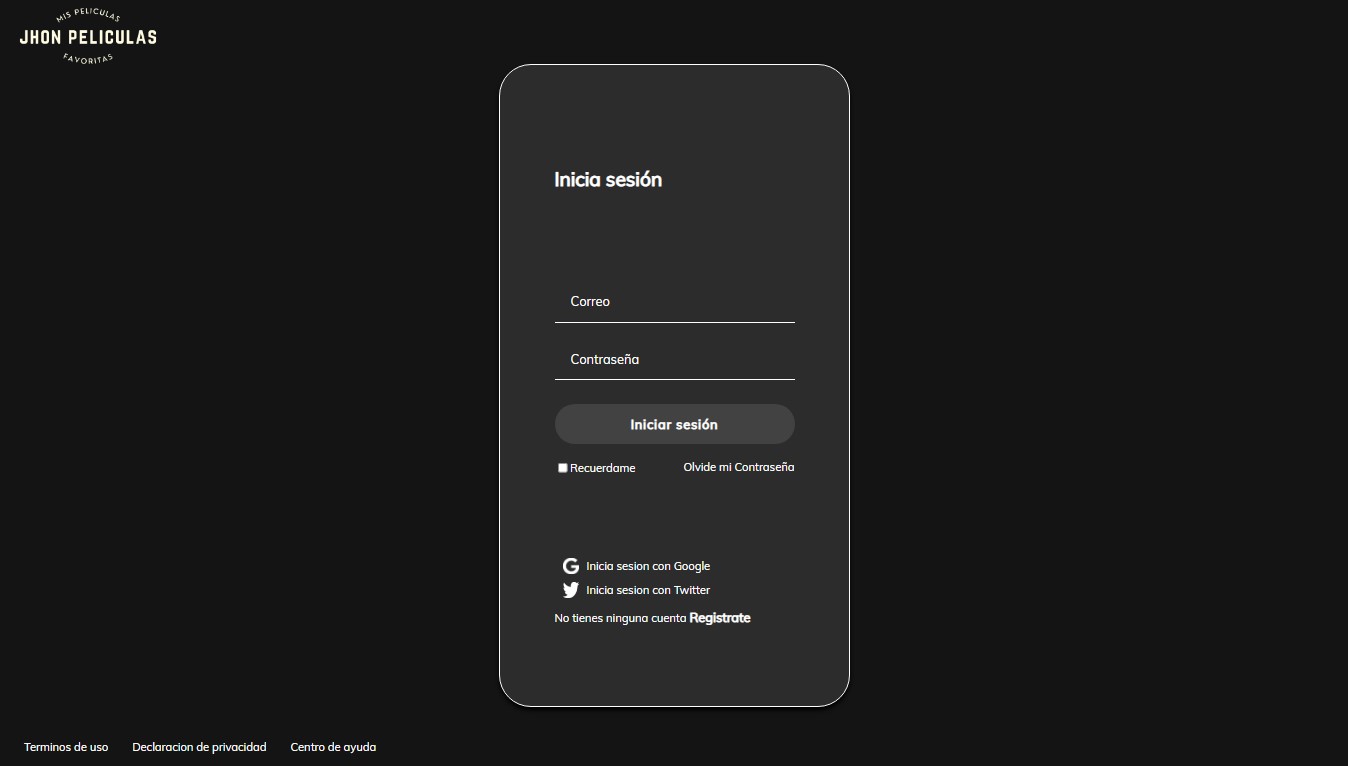 MIS PELICULAS
JHON PELICULAS
FAVORITAS
Inicia sesión
Correo
Contraseña
Iniciar sesión
Recuerdame Olvide mi Contraseña
Inicia sesion con Google
Inicia sesion con Twitter
No tienes ninguna cuenta Registrate
Terminos de uso Declaracion de privacidad Centro de ayuda